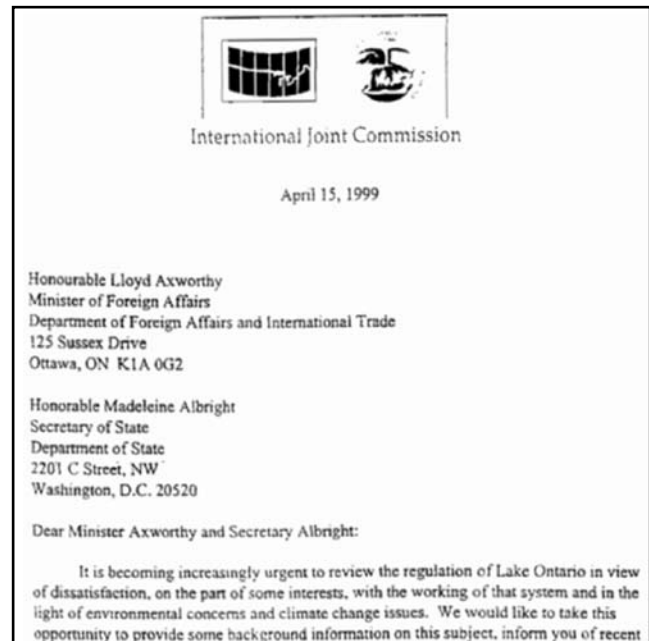 International Joint Commission
April 15, 1999
Honourable Lloyd Axworthy
Minister of Foreign Affairs
Department of Foreign Affairs and International Trade
125 Sussex Drive
Ottawa, ON K1A 0G2
Honorable Madeleine Albright
Secretary of State
Department of State
2201 C Street, NW
Washington, D.C. 20520
Dear Minister Axworthy and Secretary Albright:
It is becoming increasingly urgent to review the regulation of Lake Ontario in view
of dissatisfaction, on the part of some interests, with the working of that system and in the
light of environmental concerns and climate change issues. We would like to take this
opportunity to provide some background information on this subject, inform you of recent